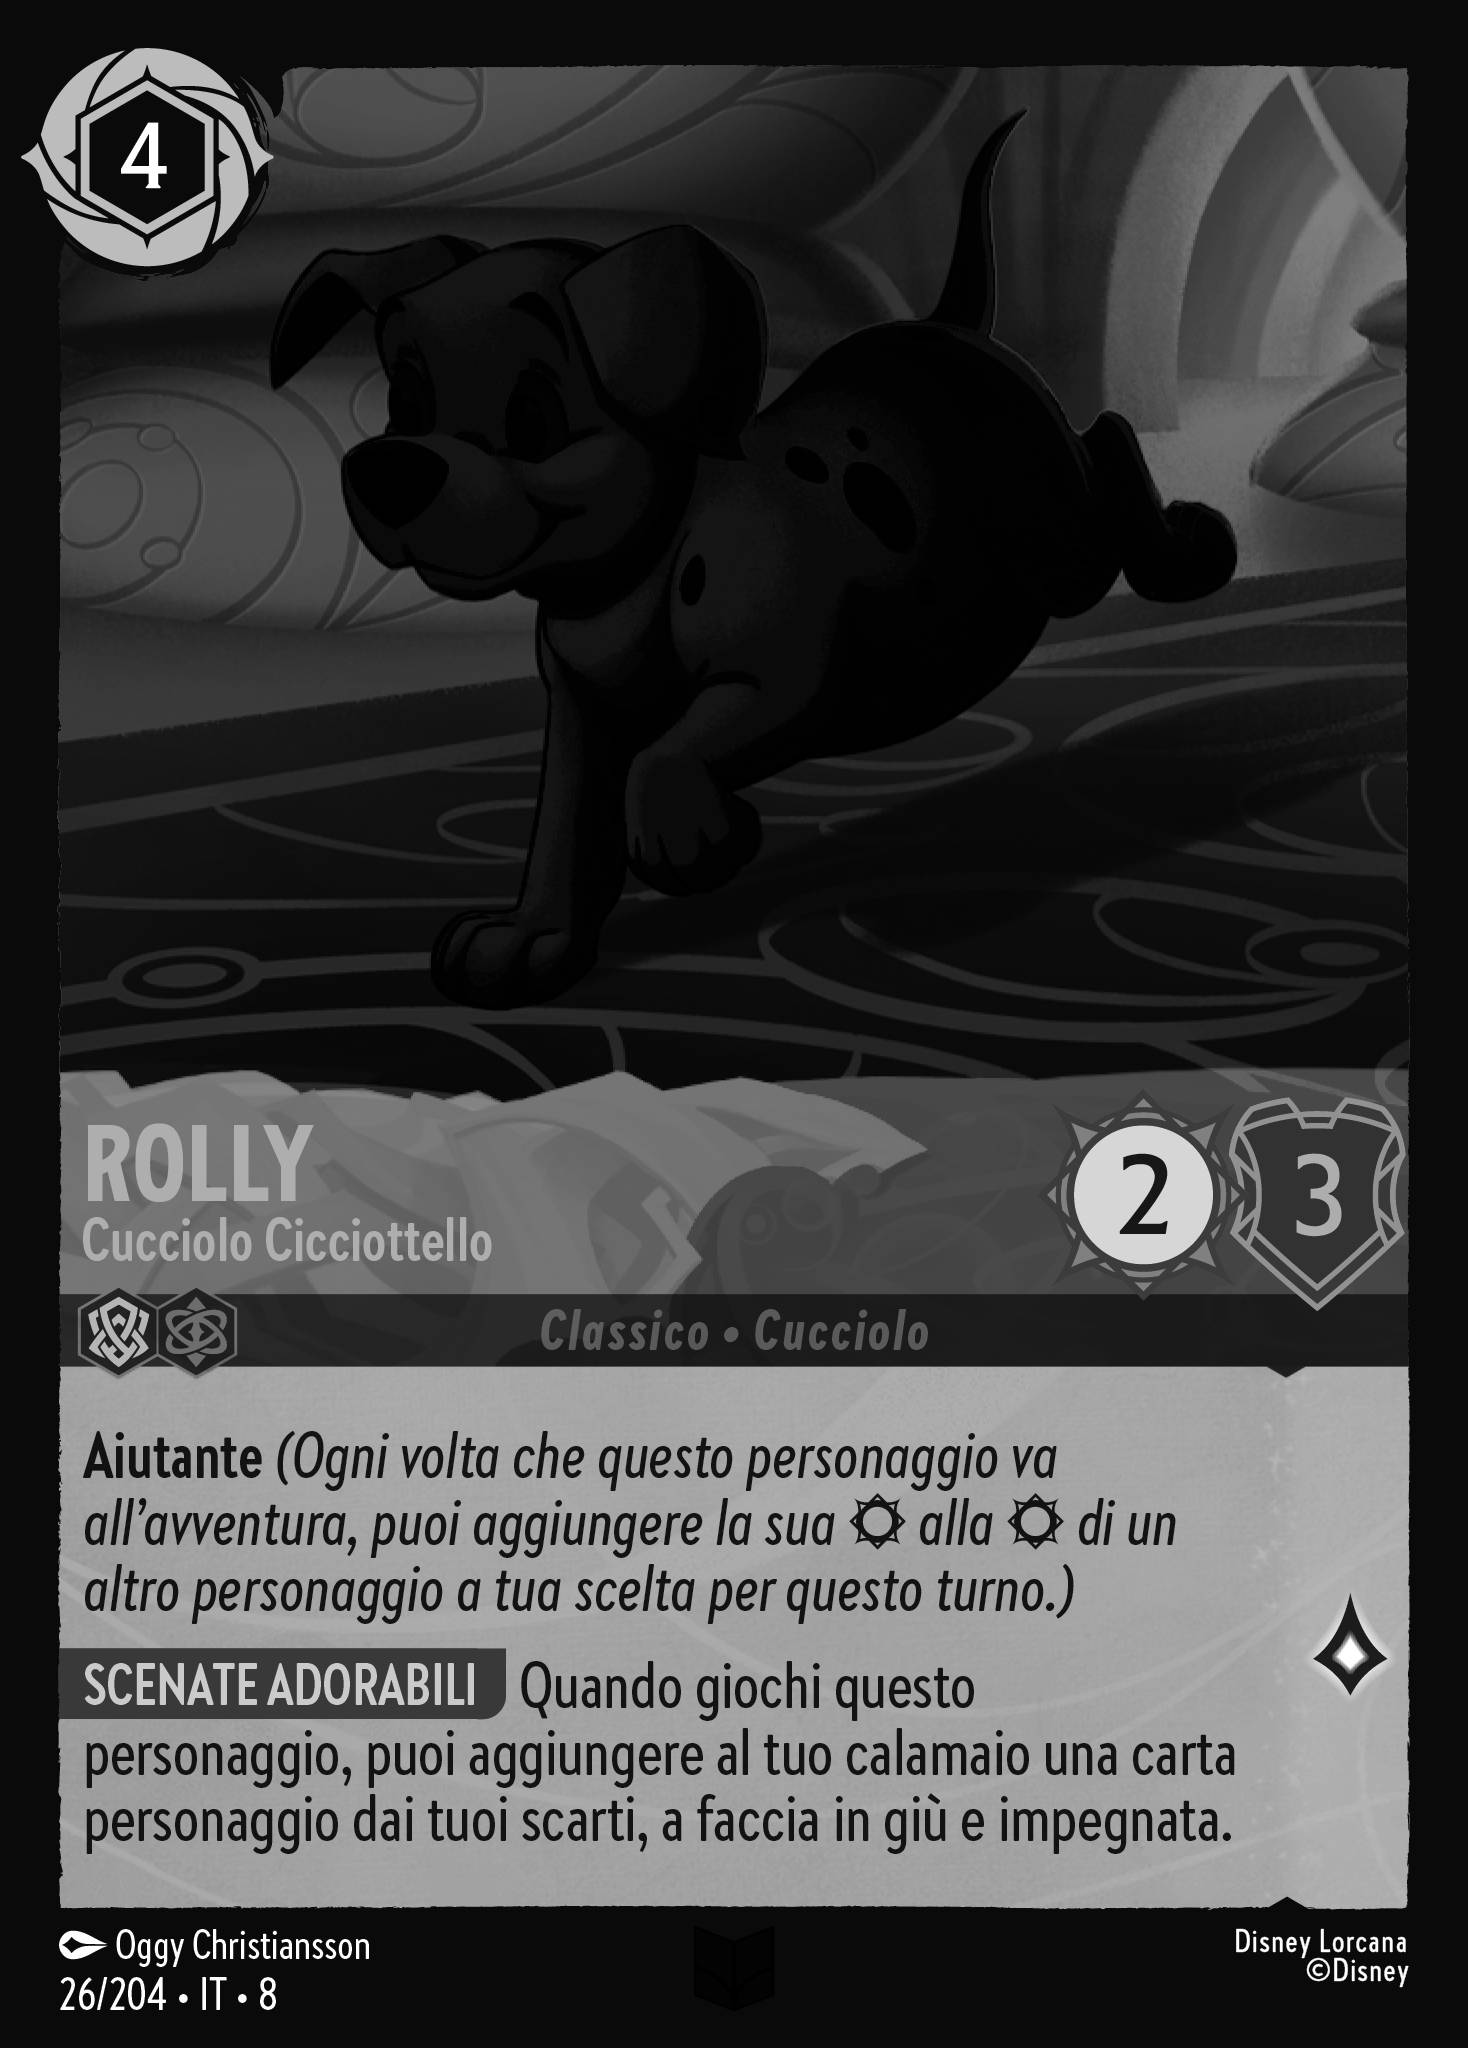 4
ROLLY
Cucciolo Cicciottello
2
3
Classico • Cucciolo
Aiutante (Ogni volta che questo personaggio va
all’avventura, puoi aggiungere la sua alla di un
altro personaggio a tua scelta per questo turno.)
SCENATE ADORABILI Quando giochi questo
personaggio, puoi aggiungere al tuo calamaio una carta
personaggio dai tuoi scarti, a faccia in giù e impegnata.
Oggy Christiansson
26/204 • IT • 8
Disney Lorcana
©Disney